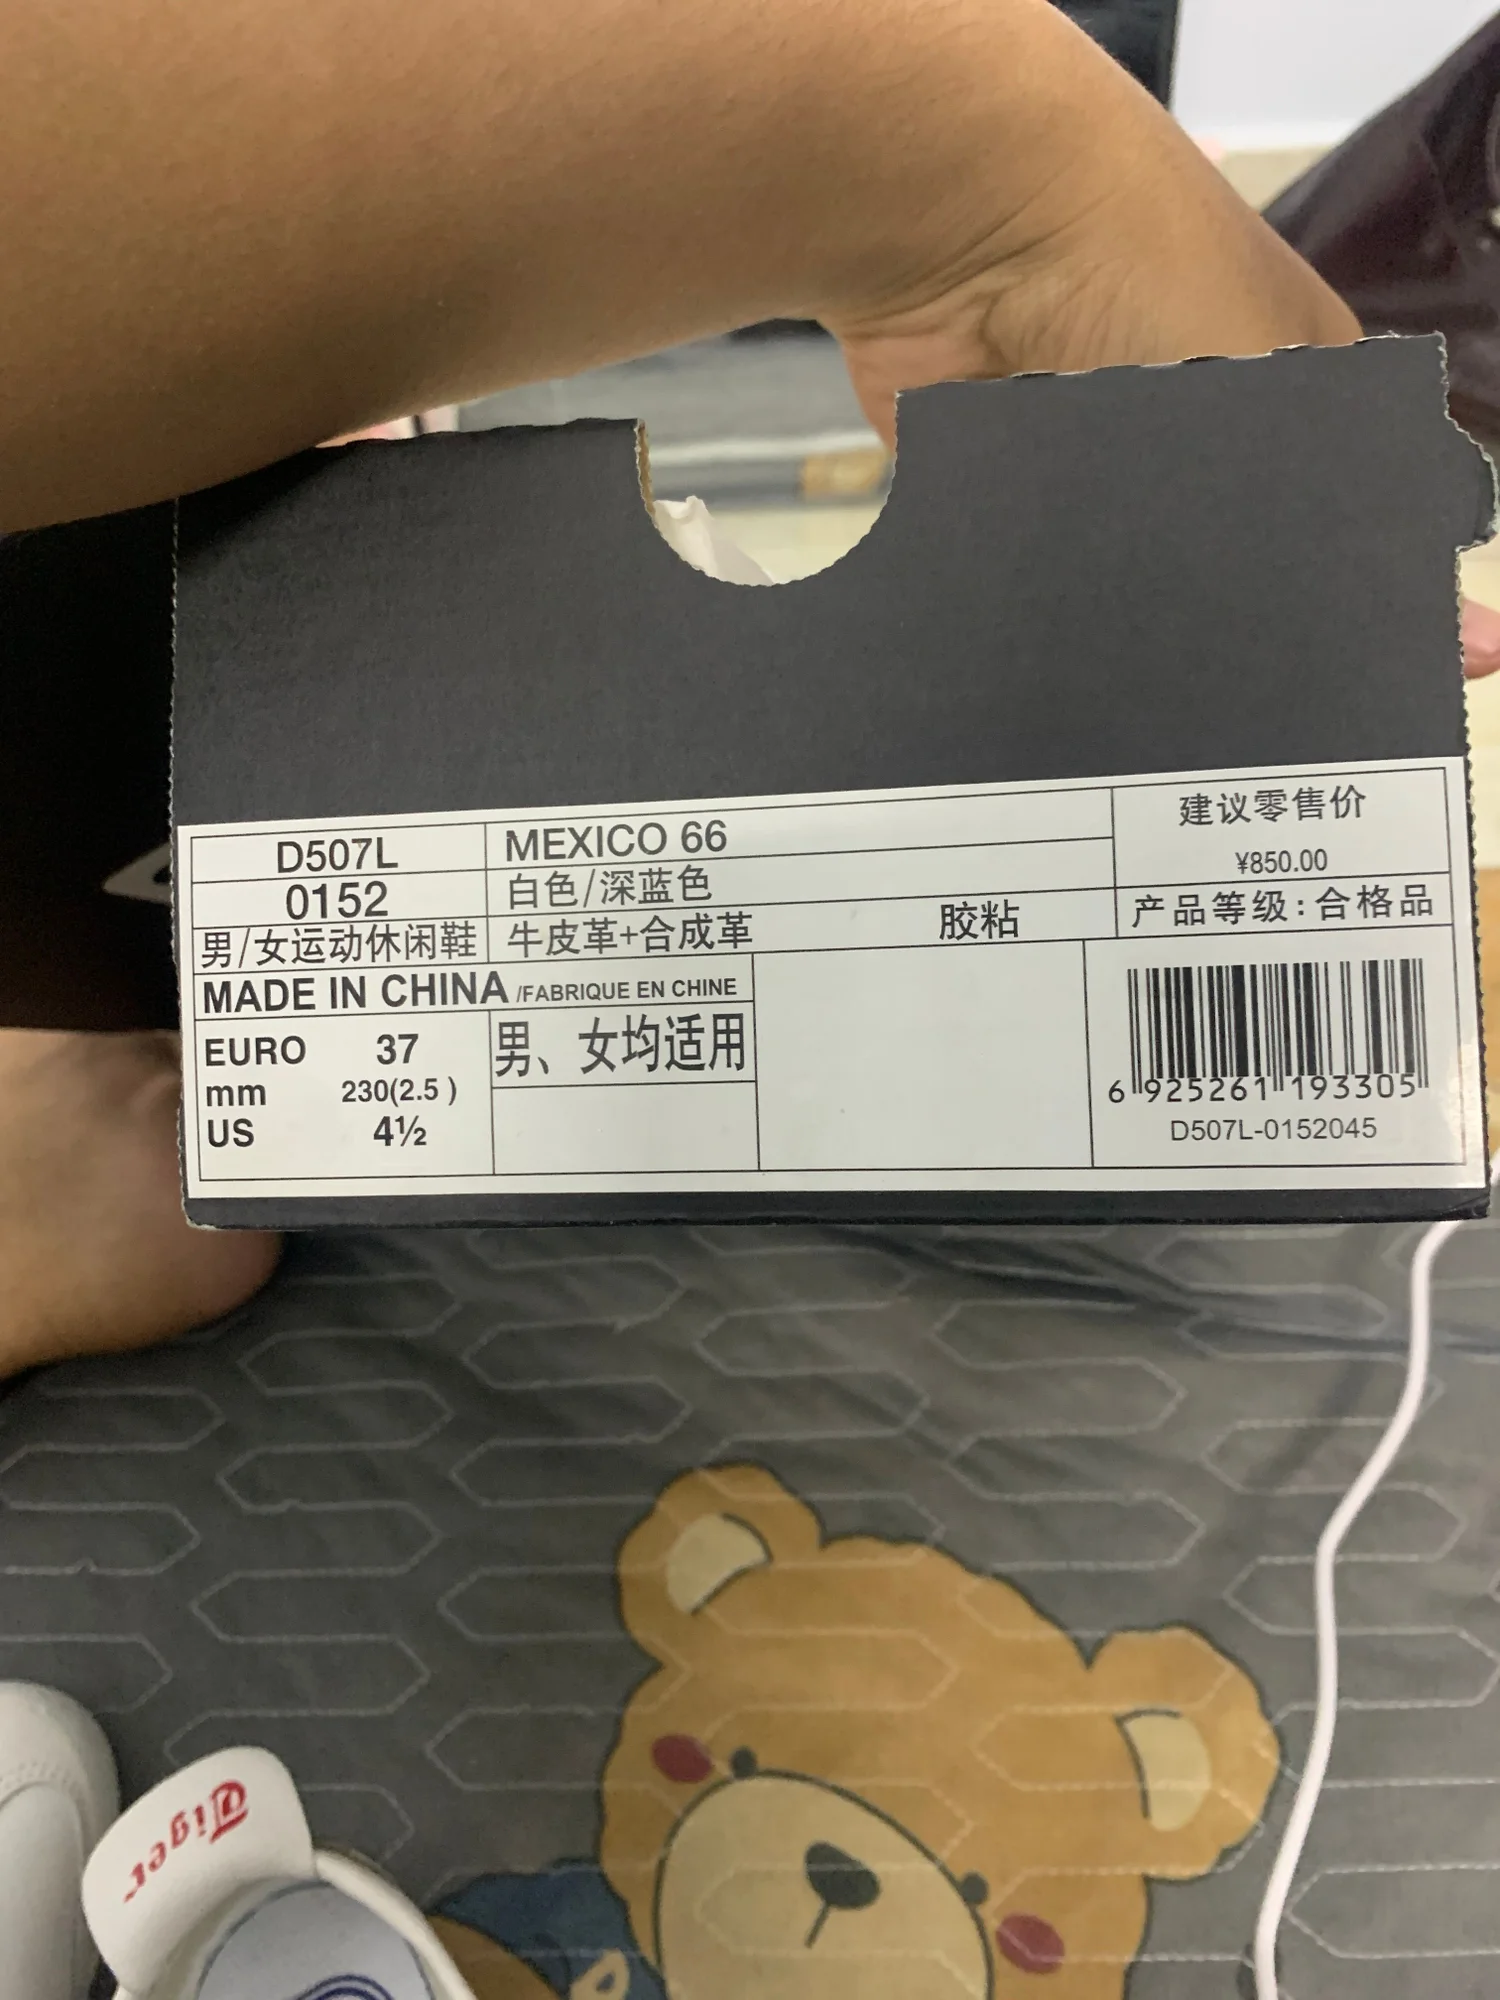 D507L
MEXICO 66
建议零售价
¥850.00
0152
白色/深蓝色
男/女运动休闲鞋
牛皮革+合成革
胶粘
产品等级:合格品
MADE IN CHINA /FABRIQUE EN CHINE
EURO 37
mm 230(2.5 )
US 4½
男、女均适用
6 925261 193305
D507L-0152045
Tiger